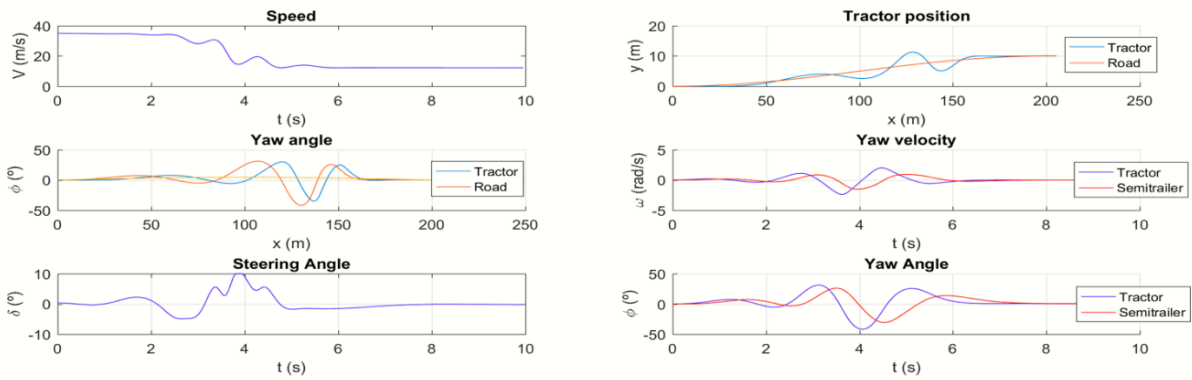 Speed
V (m/s)
40
20
0
0 2 4 6 8 10
t (s)
Tractor position
y (m)
20
10
0
0 50 100 150 200 250
x (m)
Tractor
Road
Yaw angle
ϕ (º)
50
0
-50
0 50 100 150 200 250
x (m)
Tractor
Road
Yaw velocity
ω (rad/s)
5
0
-5
0 2 4 6 8 10
t (s)
Tractor
Semitrailer
Steering Angle
δ (º)
10
0
-10
0 2 4 6 8 10
t (s)
Yaw Angle
ϕ (º)
50
0
-50
0 2 4 6 8 10
t (s)
Tractor
Semitrailer